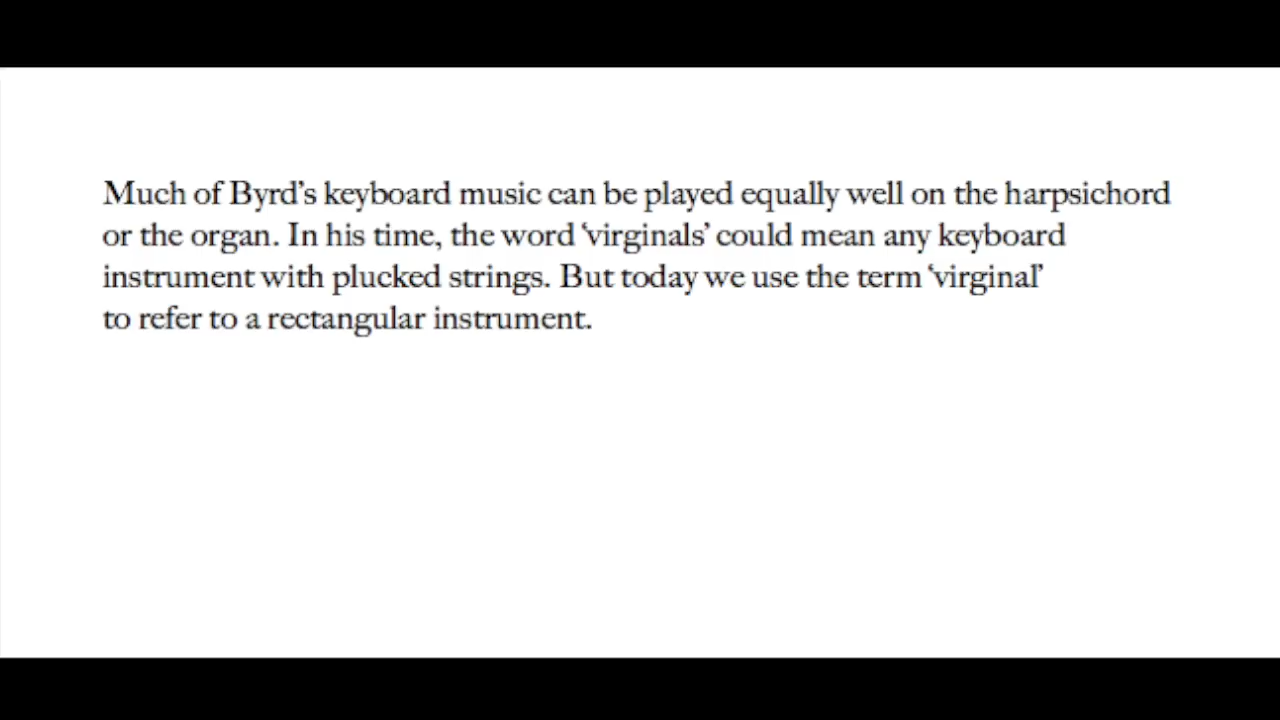 Much of Byrd’s keyboard music can be played equally well on the harpsichord
or the organ. In his time, the word ‘virginals’ could mean any keyboard
instrument with plucked strings. But today we use the term ‘virginal’
to refer to a rectangular instrument.